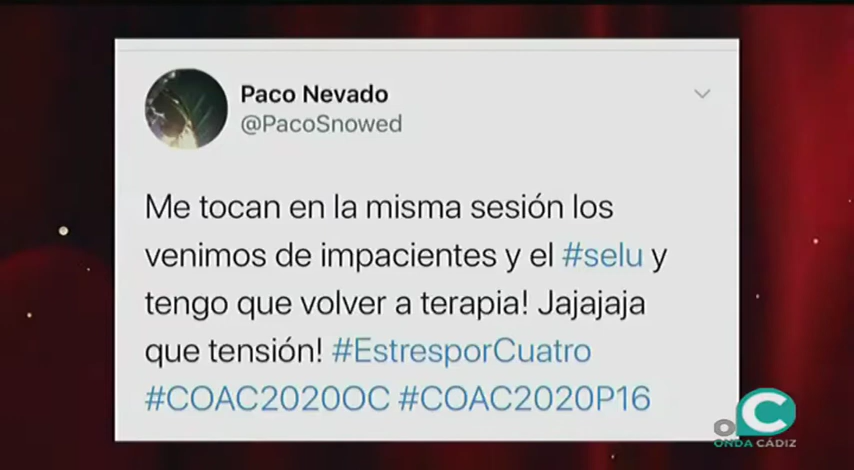 Paco Nevado
@PacoSnowed
Me tocan en la misma sesión los
venimos de impacientes y el #selu y
tengo que volver a terapia! Jajajaja
que tensión! #EstresporCuatro
#COAC2020OC #COAC2020P16
ONDA CÁDIZ